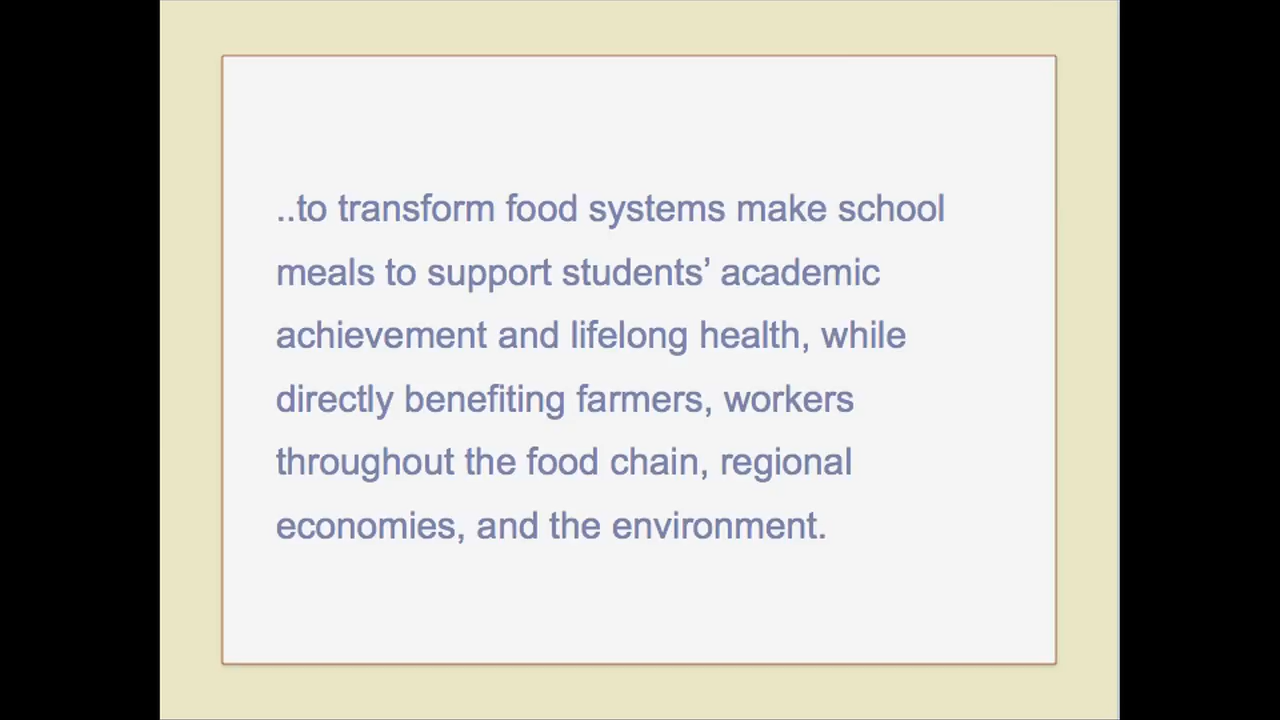 ..to transform food systems make school
meals to support students’ academic
achievement and lifelong health, while
directly benefiting farmers, workers
throughout the food chain, regional
economies, and the environment.